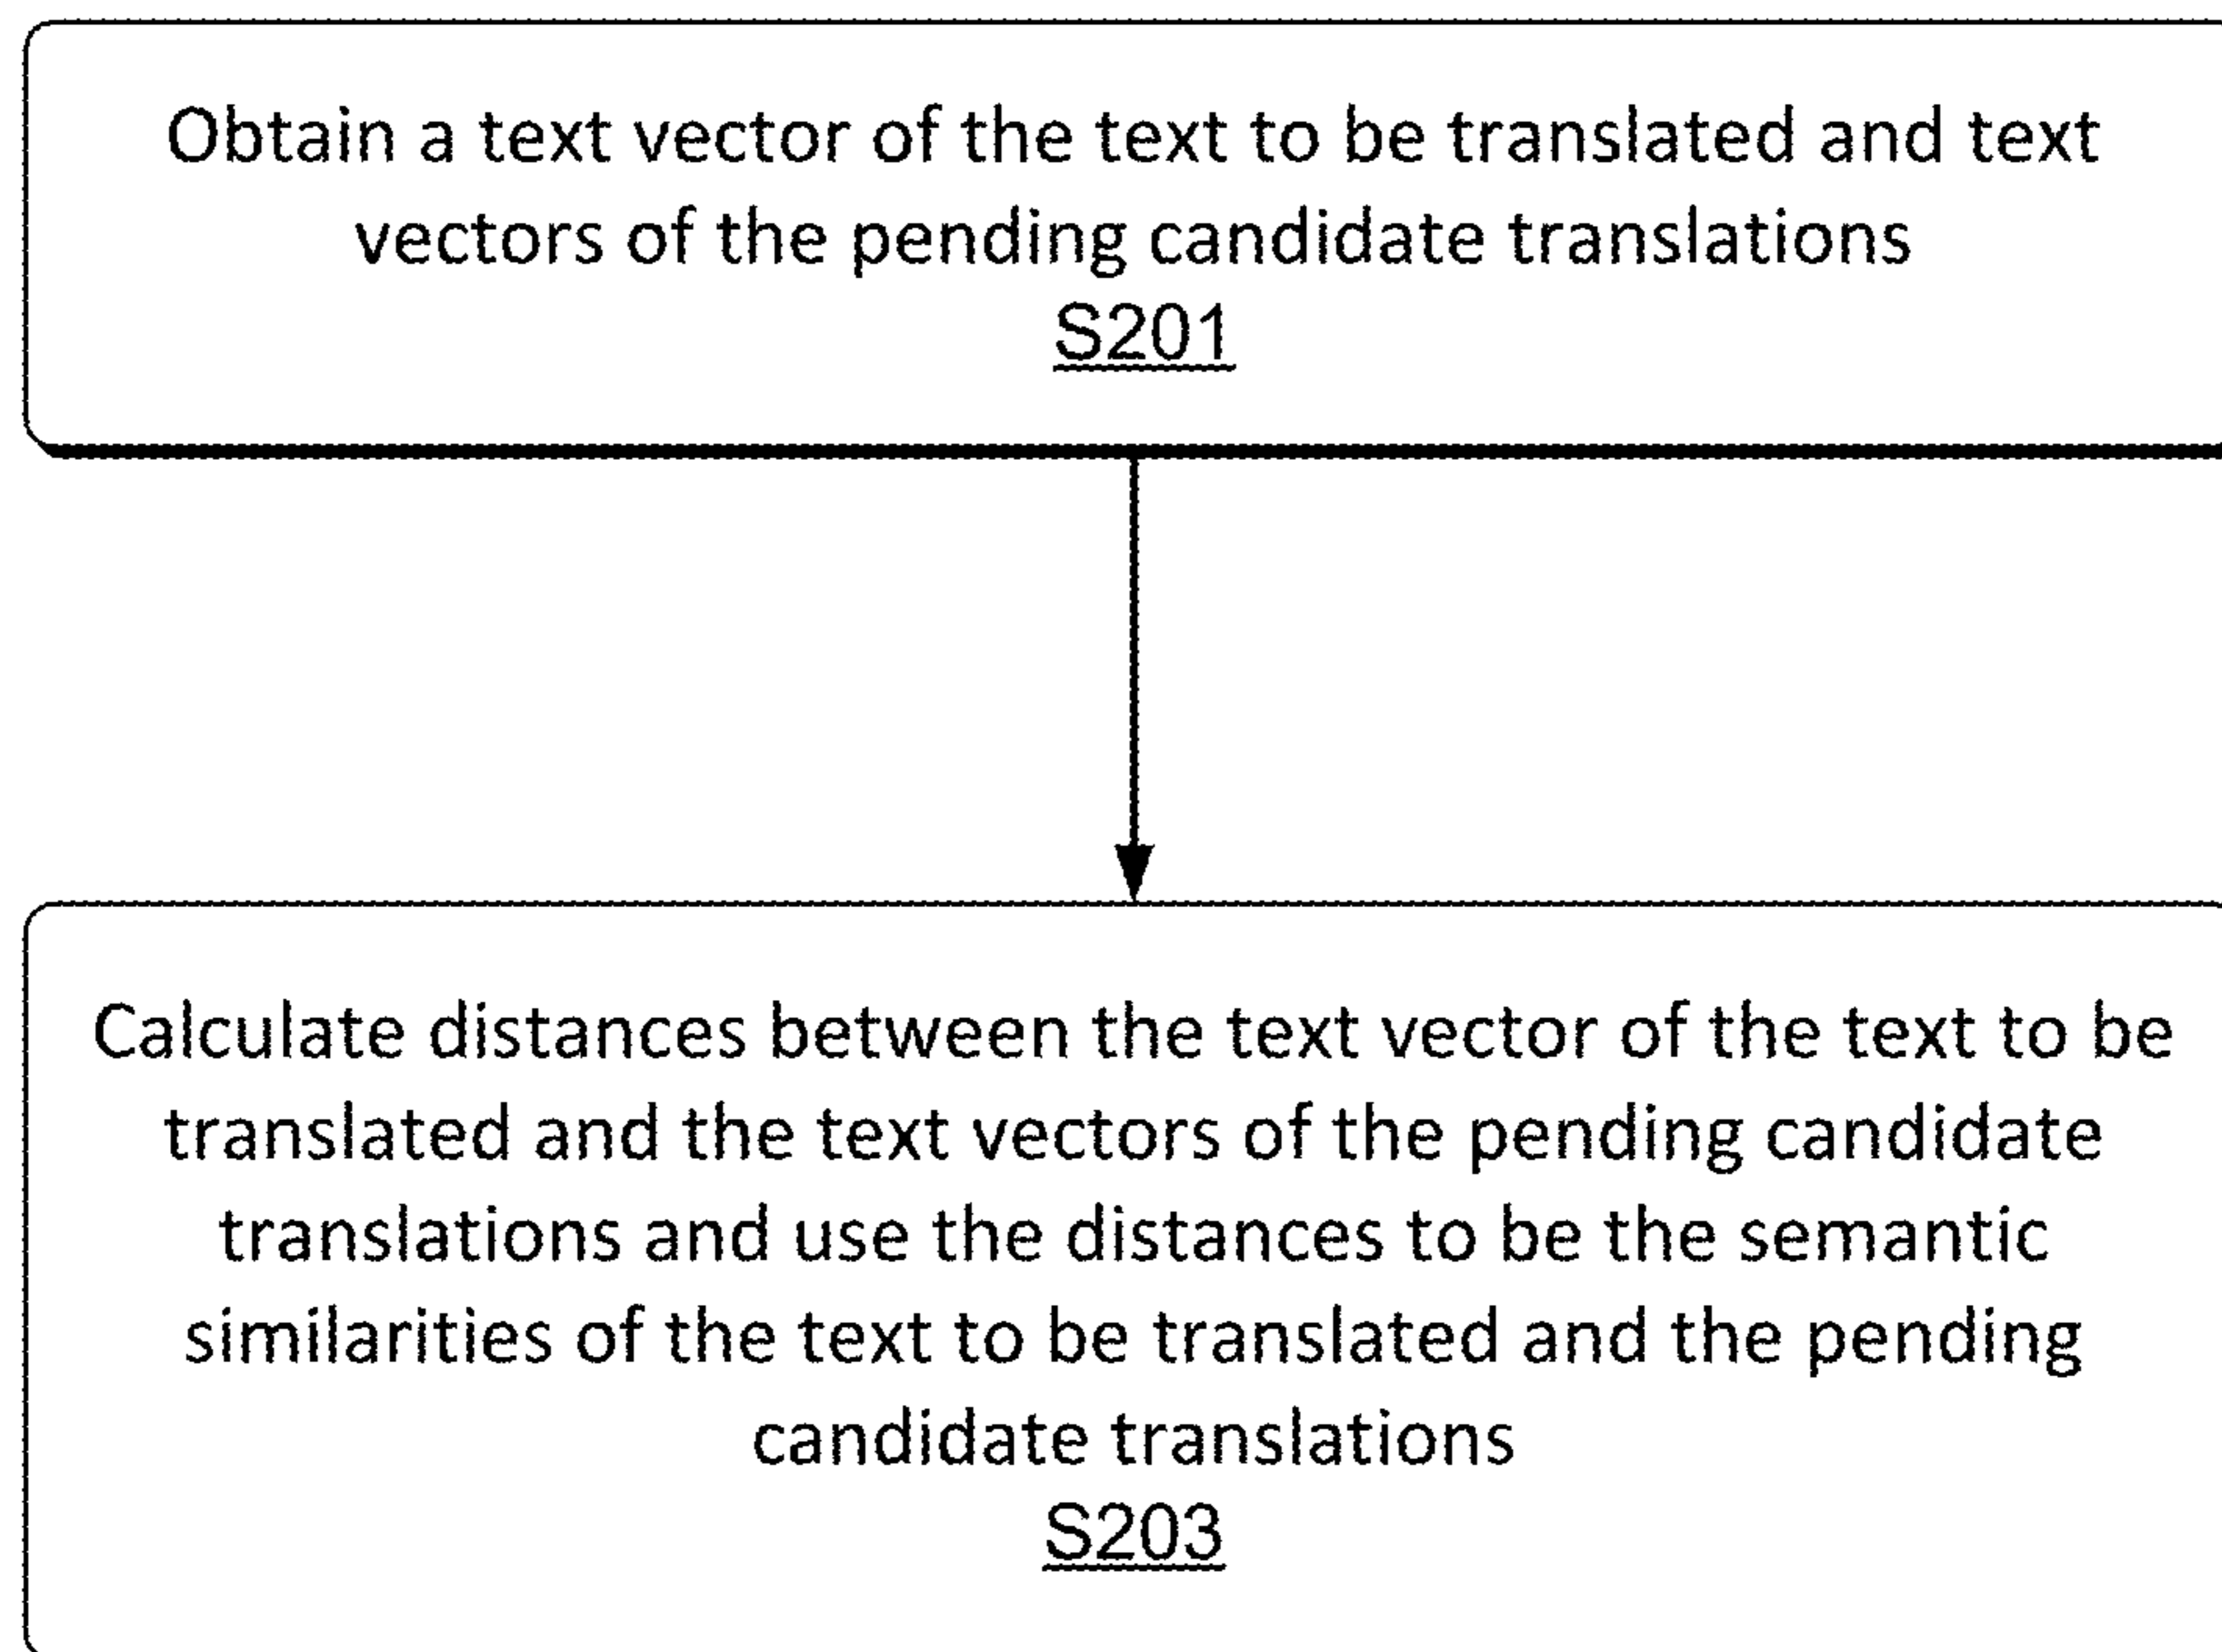 Obtain a text vector of the text to be translated and text
vectors of the pending candidate translations
S201
Calculate distances between the text vector of the text to be
translated and the text vectors of the pending candidate
translations and use the distances to be the semantic
similarities of the text to be translated and the pending
candidate translations
S203